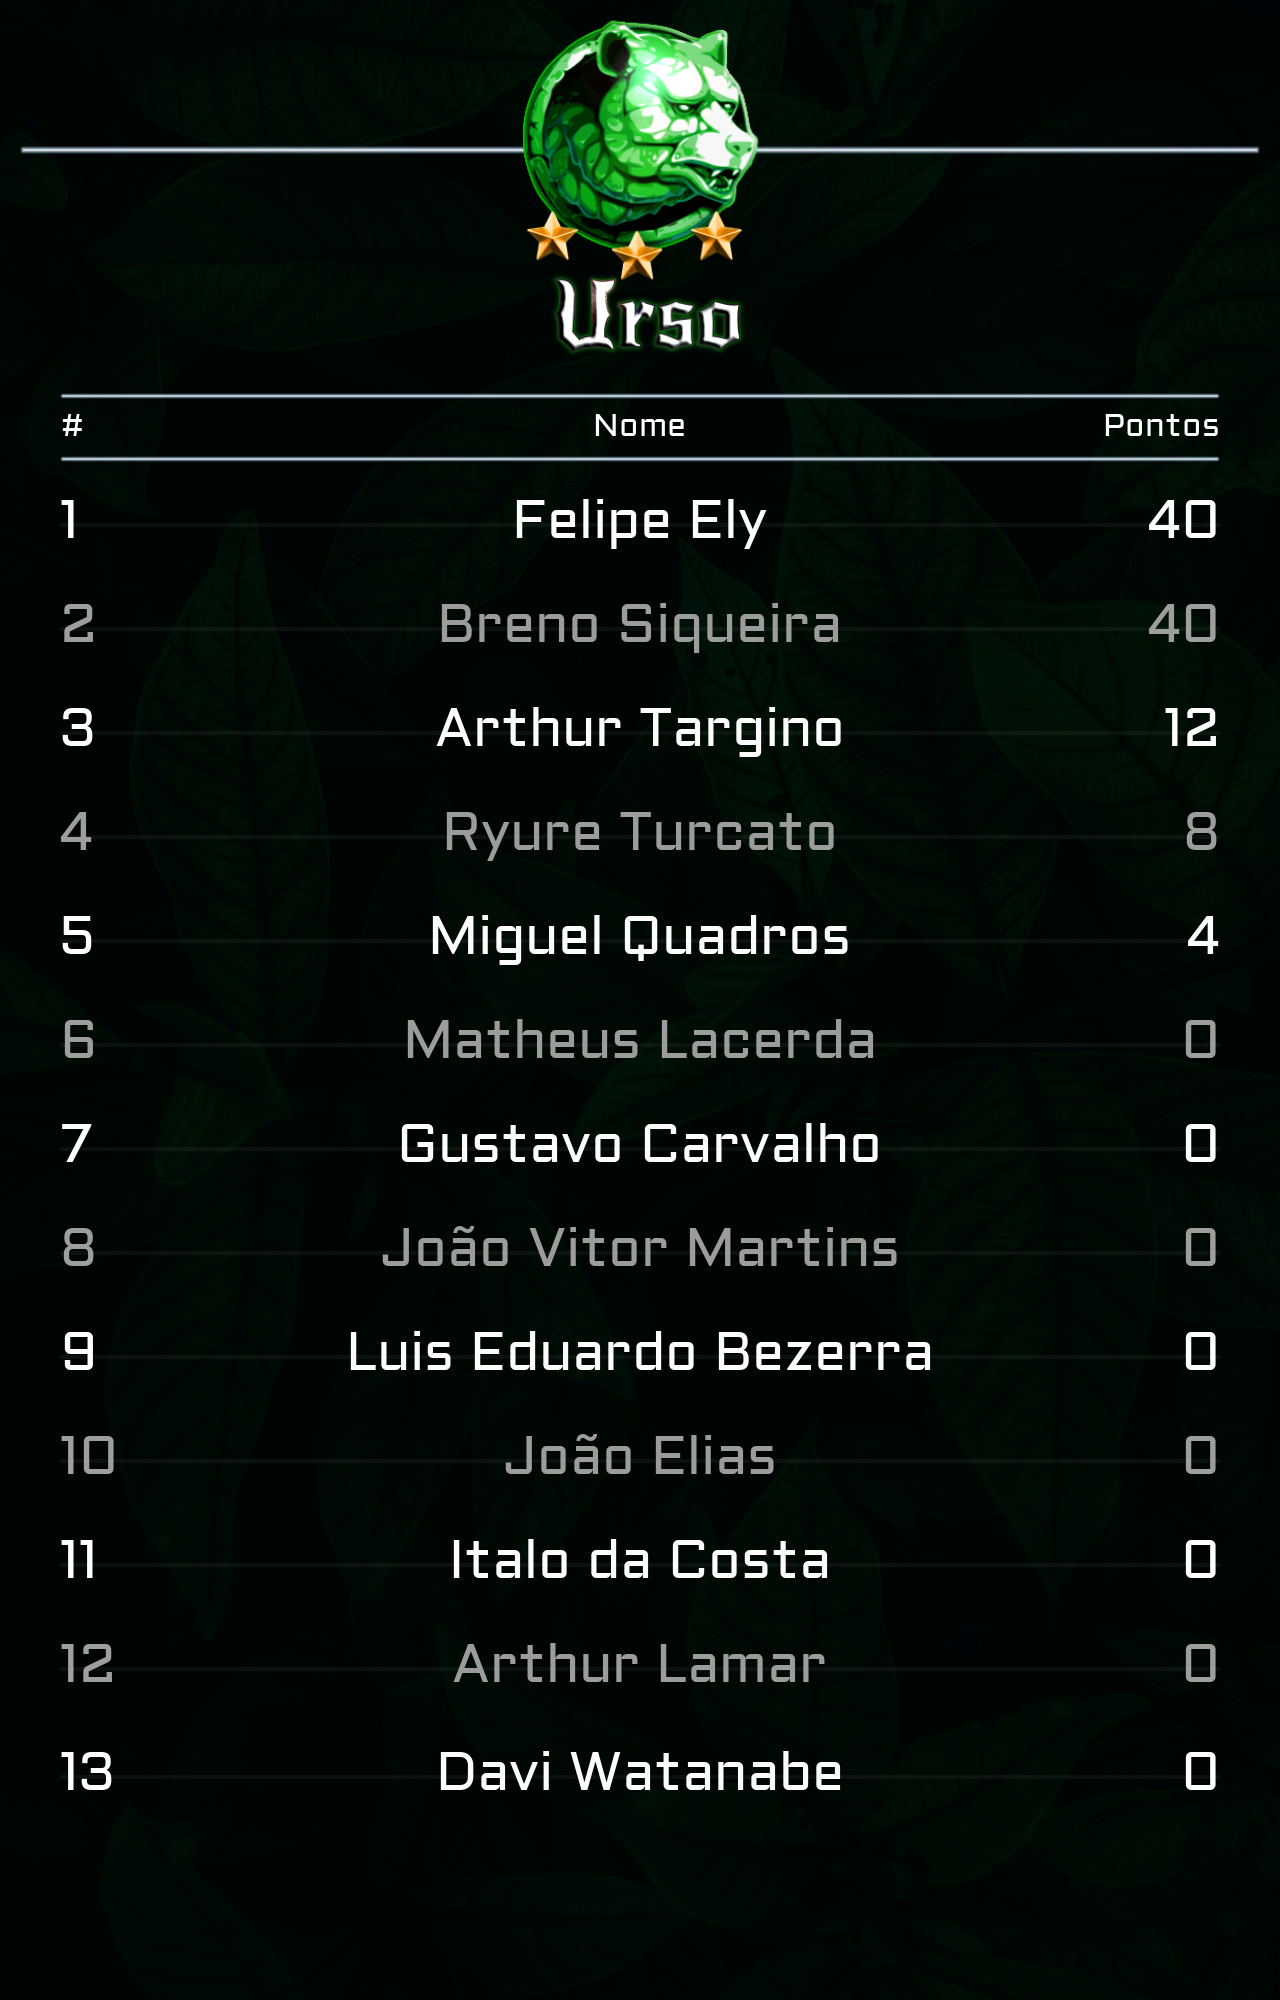 Urso
# Nome Pontos
1 Felipe Ely 40
2 Breno Siqueira 40
3 Arthur Targino 12
4 Ryure Turcato 8
5 Miguel Quadros 4
6 Matheus Lacerda 0
7 Gustavo Carvalho 0
8 João Vitor Martins 0
9 Luis Eduardo Bezerra 0
10 João Elias 0
11 Italo da Costa 0
12 Arthur Lamar 0
13 Davi Watanabe 0